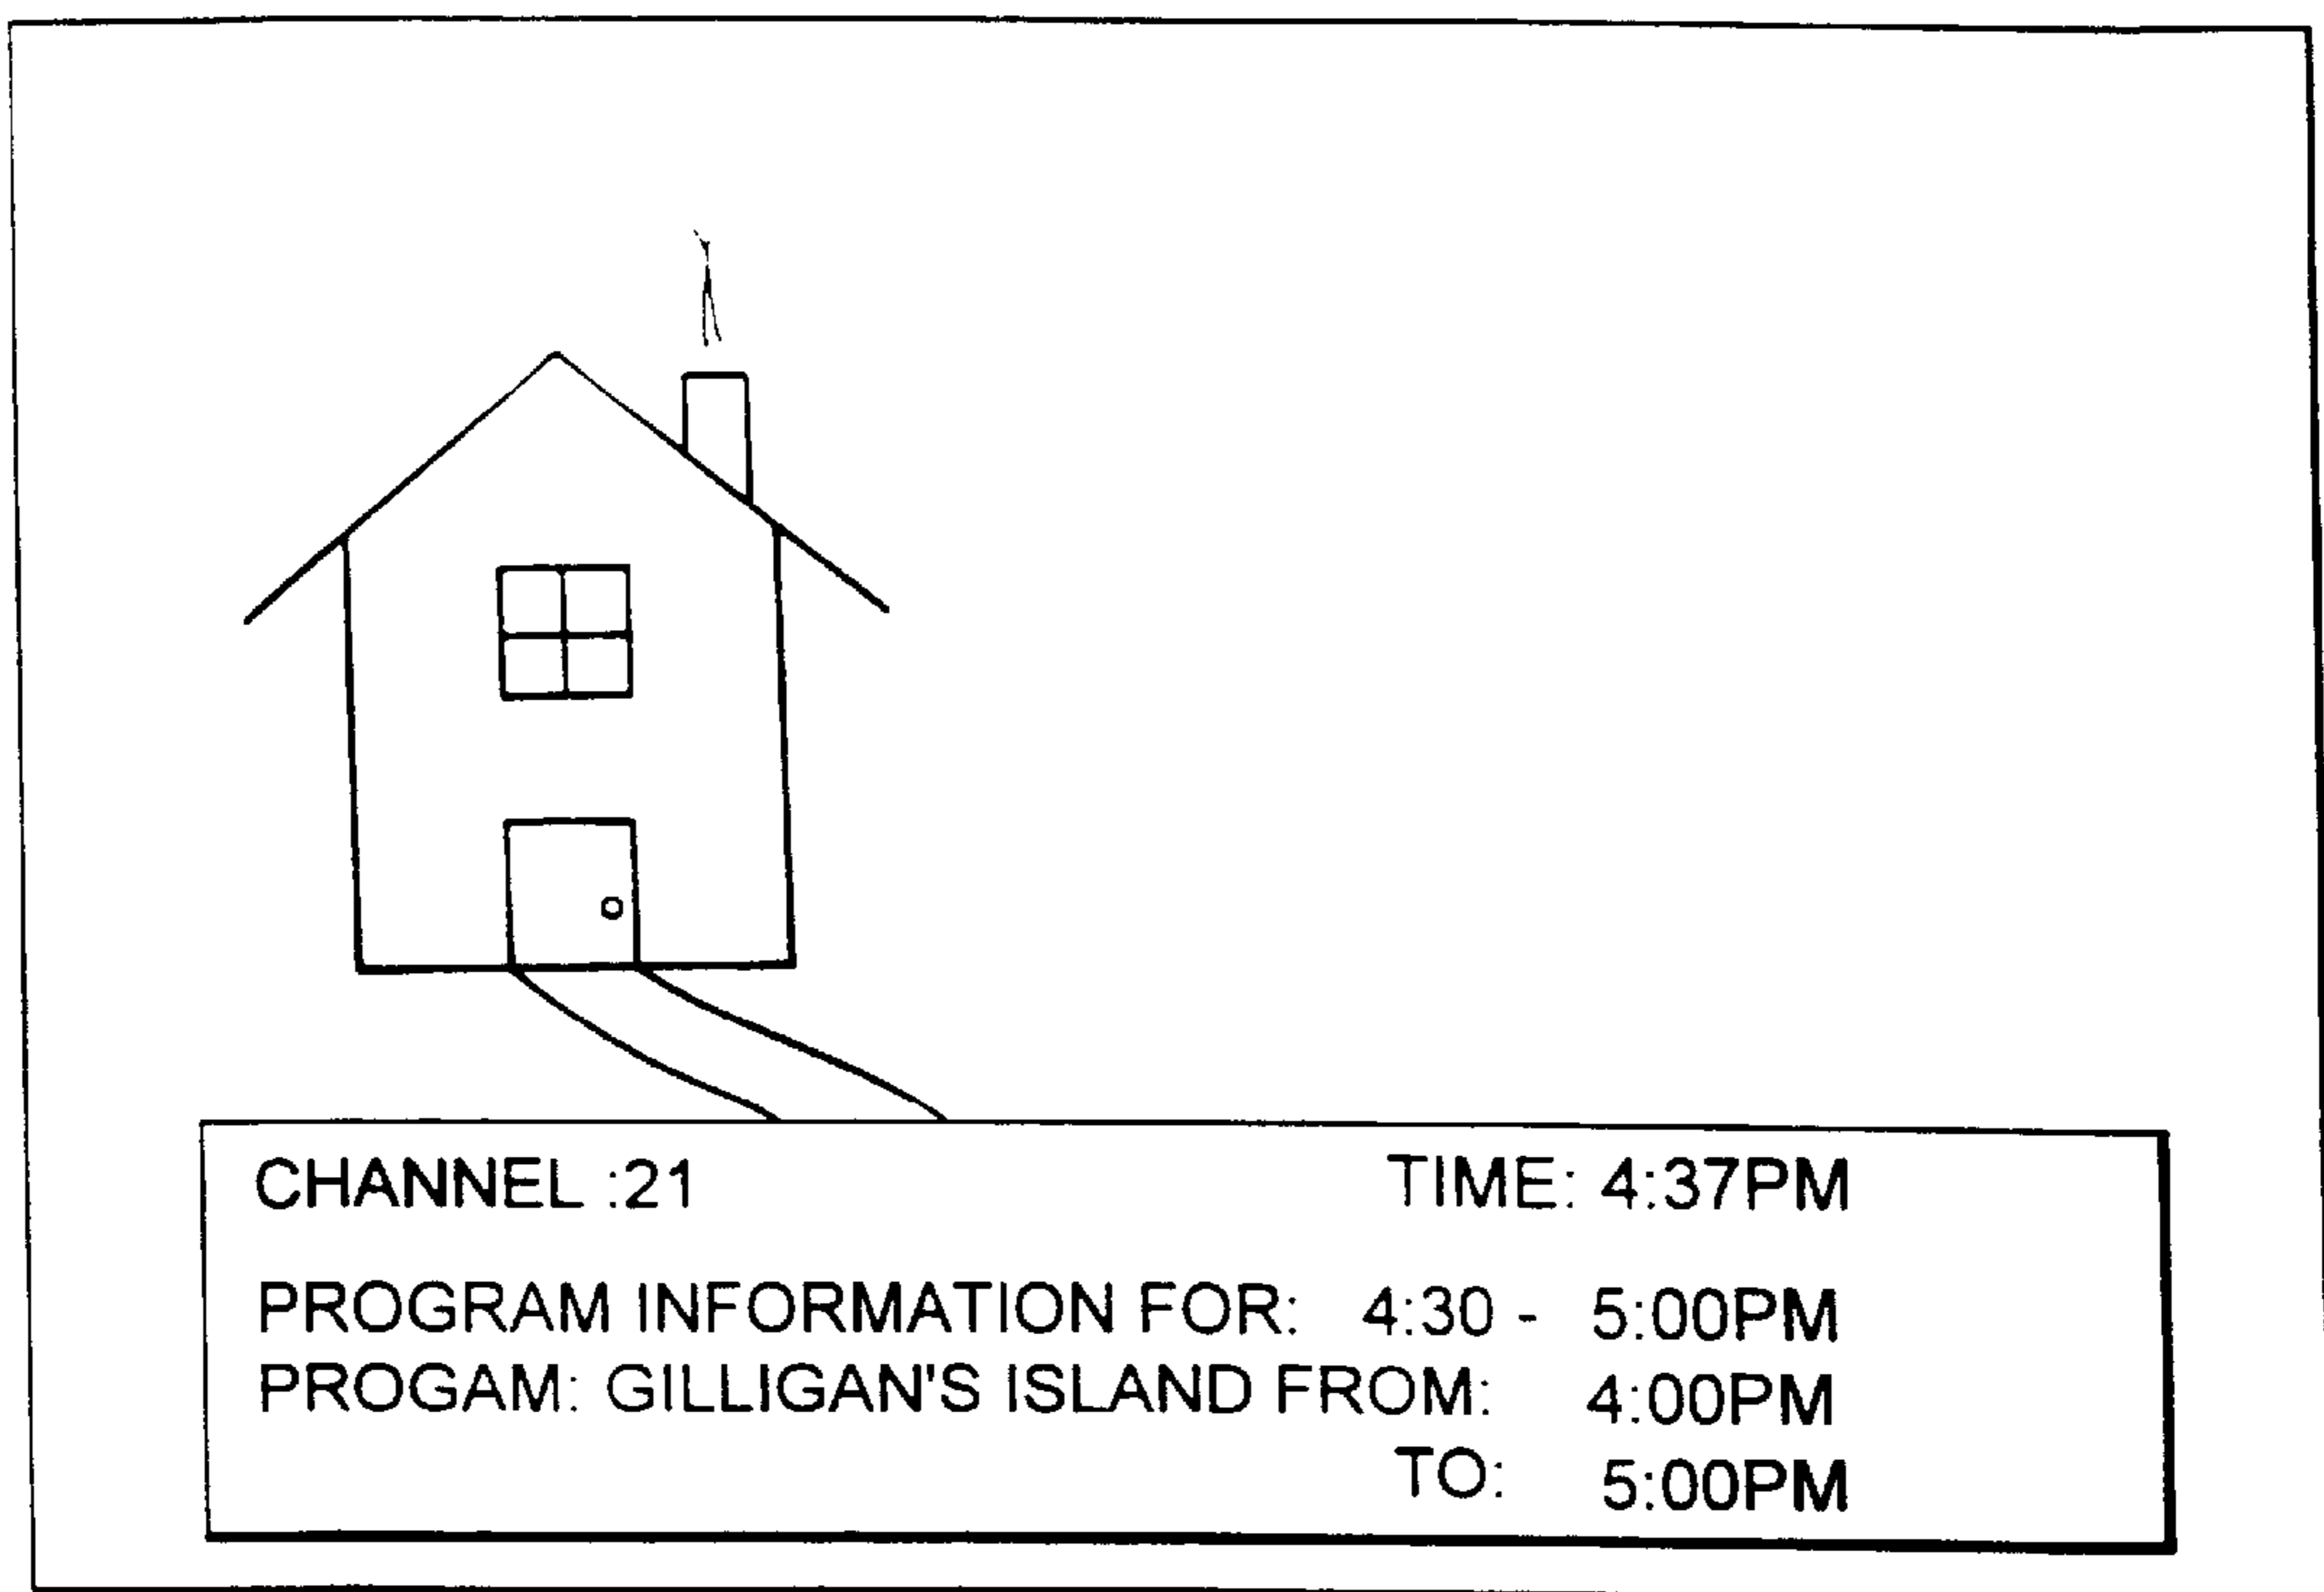 CHANNEL :21 TIME: 4:37PM
PROGRAM INFORMATION FOR: 4:30 - 5:00PM
PROGAM: GILLIGAN'S ISLAND FROM: 4:00PM
TO: 5:00PM